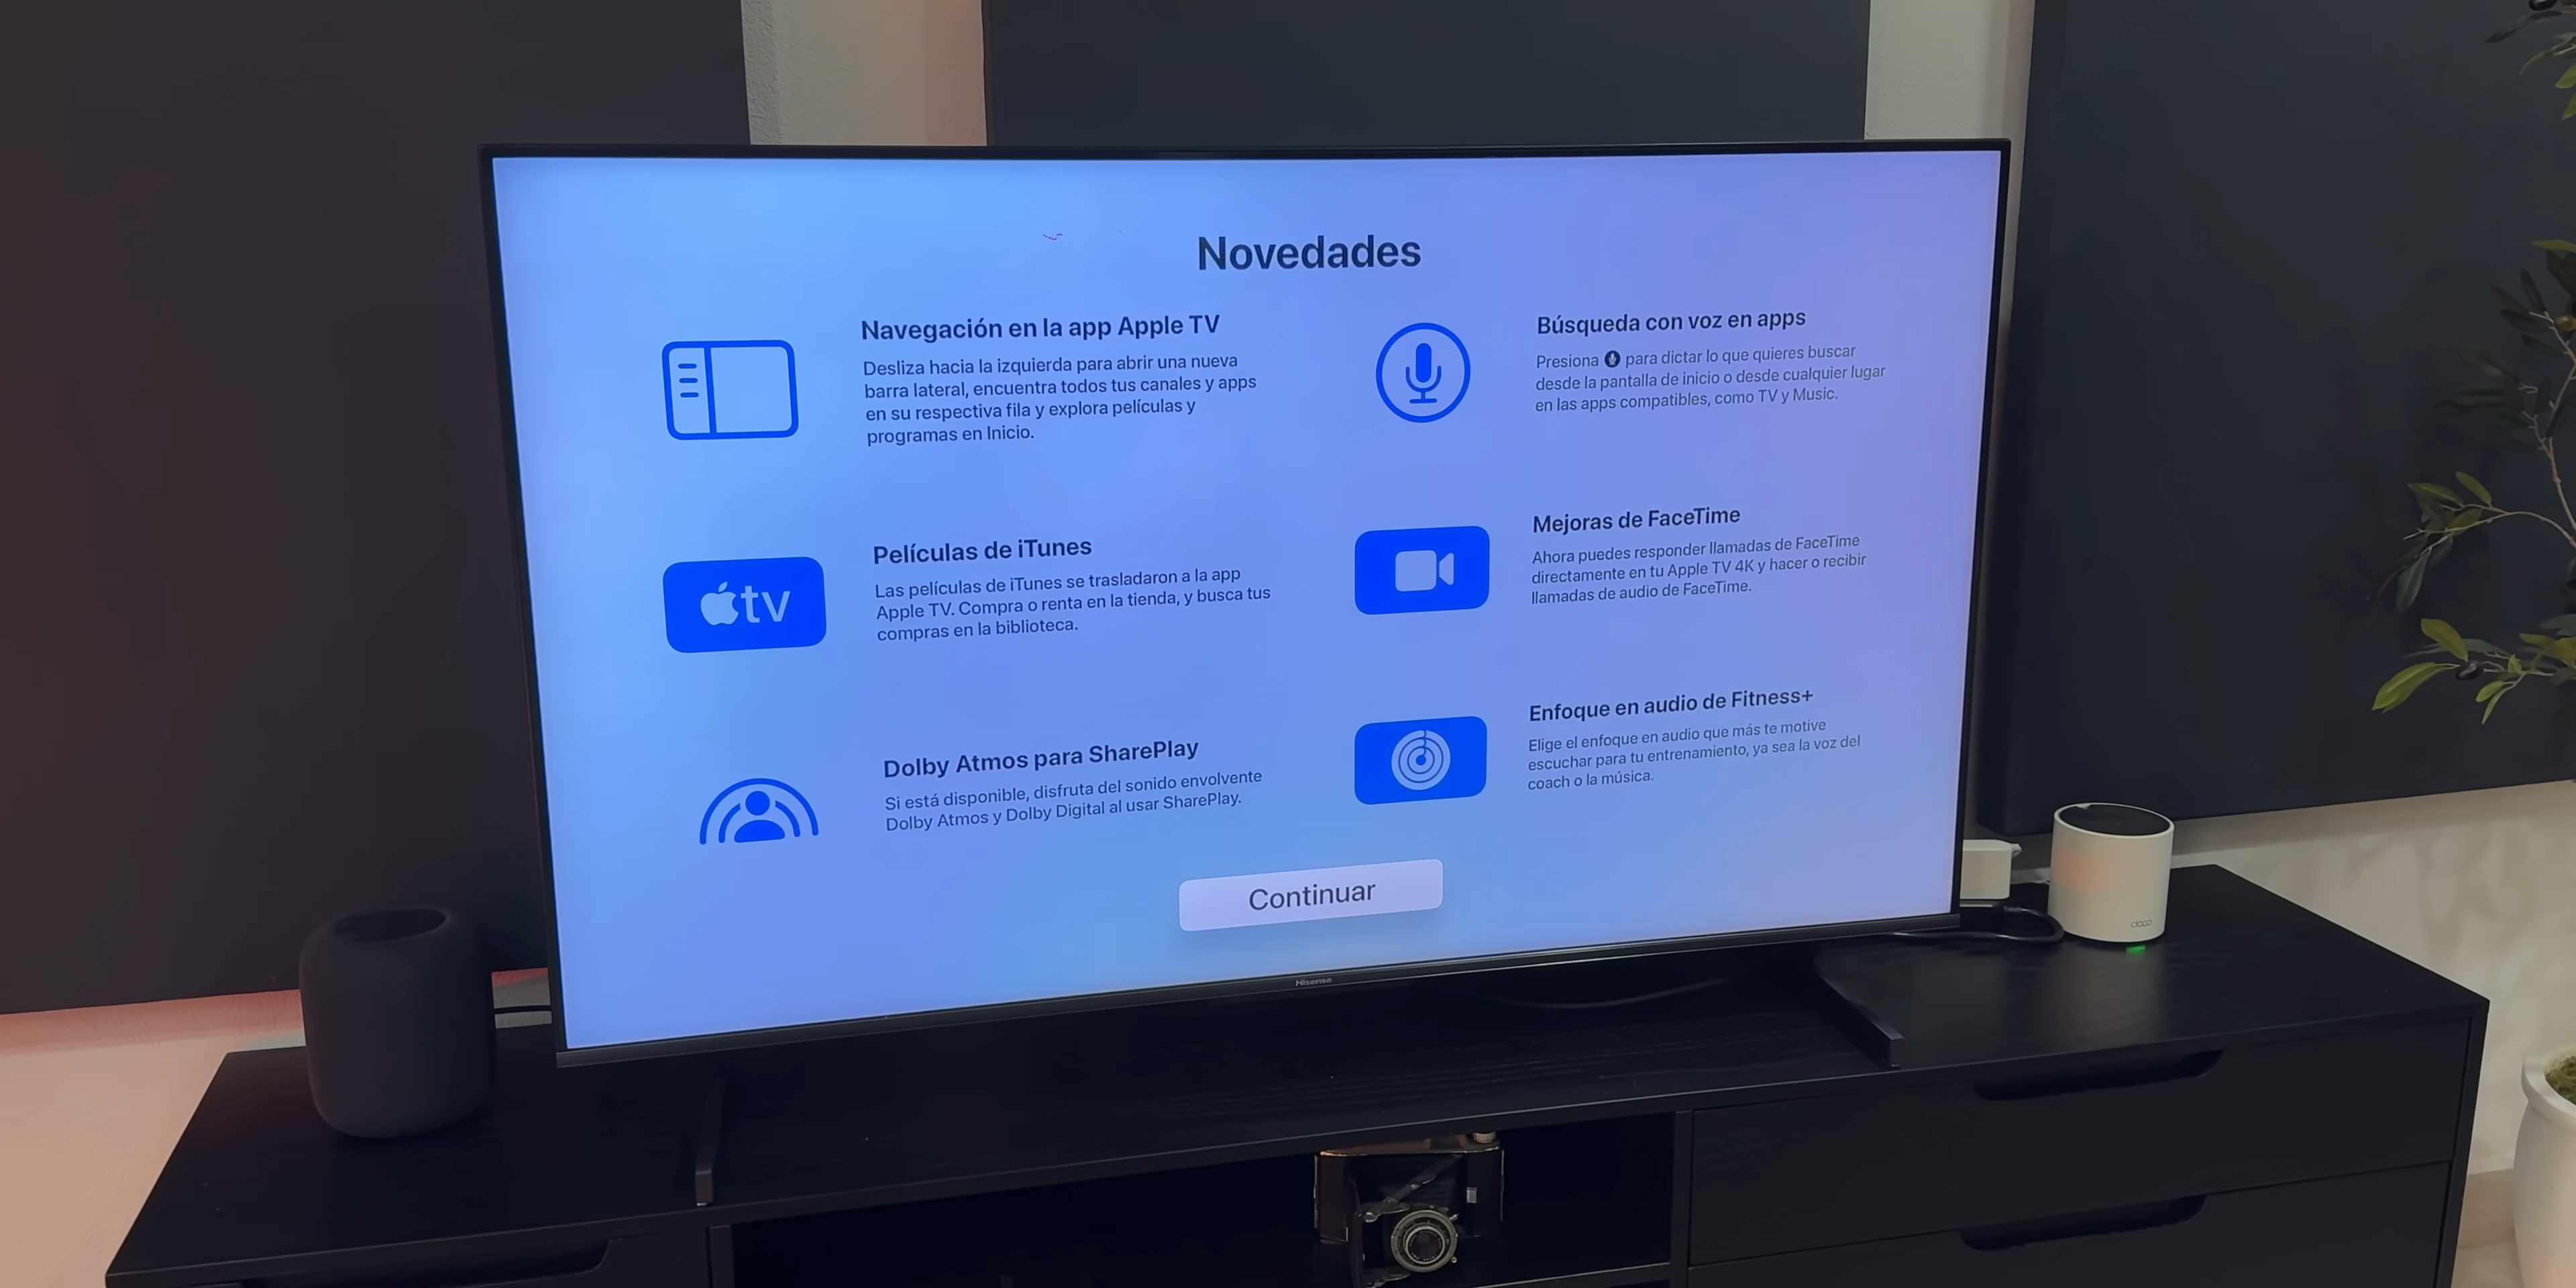 Novedades
Navegación en la app Apple TV
Desliza hacia la izquierda para abrir una nueva
barra lateral, encuentra todos tus canales y apps
en su respectiva fila y explora películas y
programas en Inicio.
Búsqueda con voz en apps
Presiona para dictar lo que quieres buscar
desde la pantalla de inicio o desde cualquier lugar
en las apps compatibles, como TV y Music.
tv
Películas de iTunes
Las películas de iTunes se trasladaron a la app
Apple TV. Compra o renta en la tienda, y busca tus
compras en la biblioteca.
Mejoras de FaceTime
Ahora puedes responder llamadas de FaceTime
directamente en tu Apple TV 4K y hacer o recibir
llamadas de audio de FaceTime.
Dolby Atmos para SharePlay
Si está disponible, disfruta del sonido envolvente
Dolby Atmos y Dolby Digital al usar SharePlay.
Enfoque en audio de Fitness+
Elige el enfoque en audio que más te motive
escuchar para tu entrenamiento, ya sea la voz del
coach o la música.
Continuar
Hisense
deco